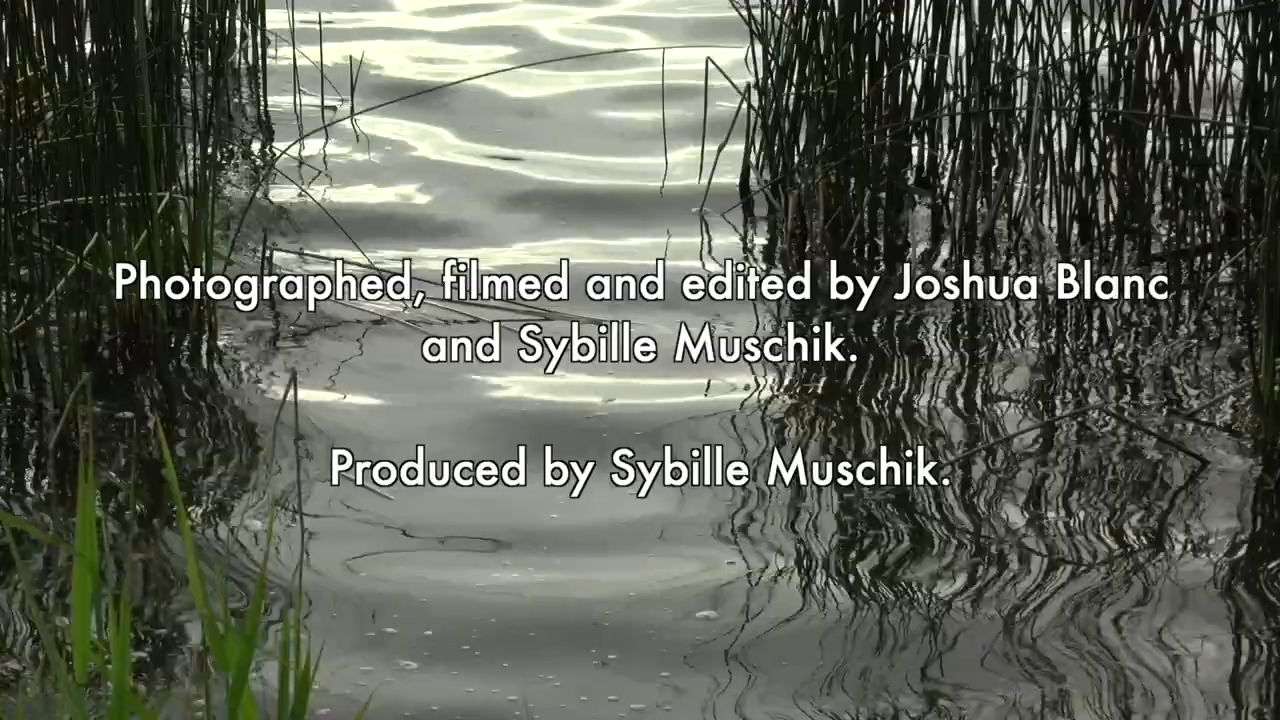 Photographed, filmed and edited by Joshua Blanc
and Sybille Muschik.
Produced by Sybille Muschik.